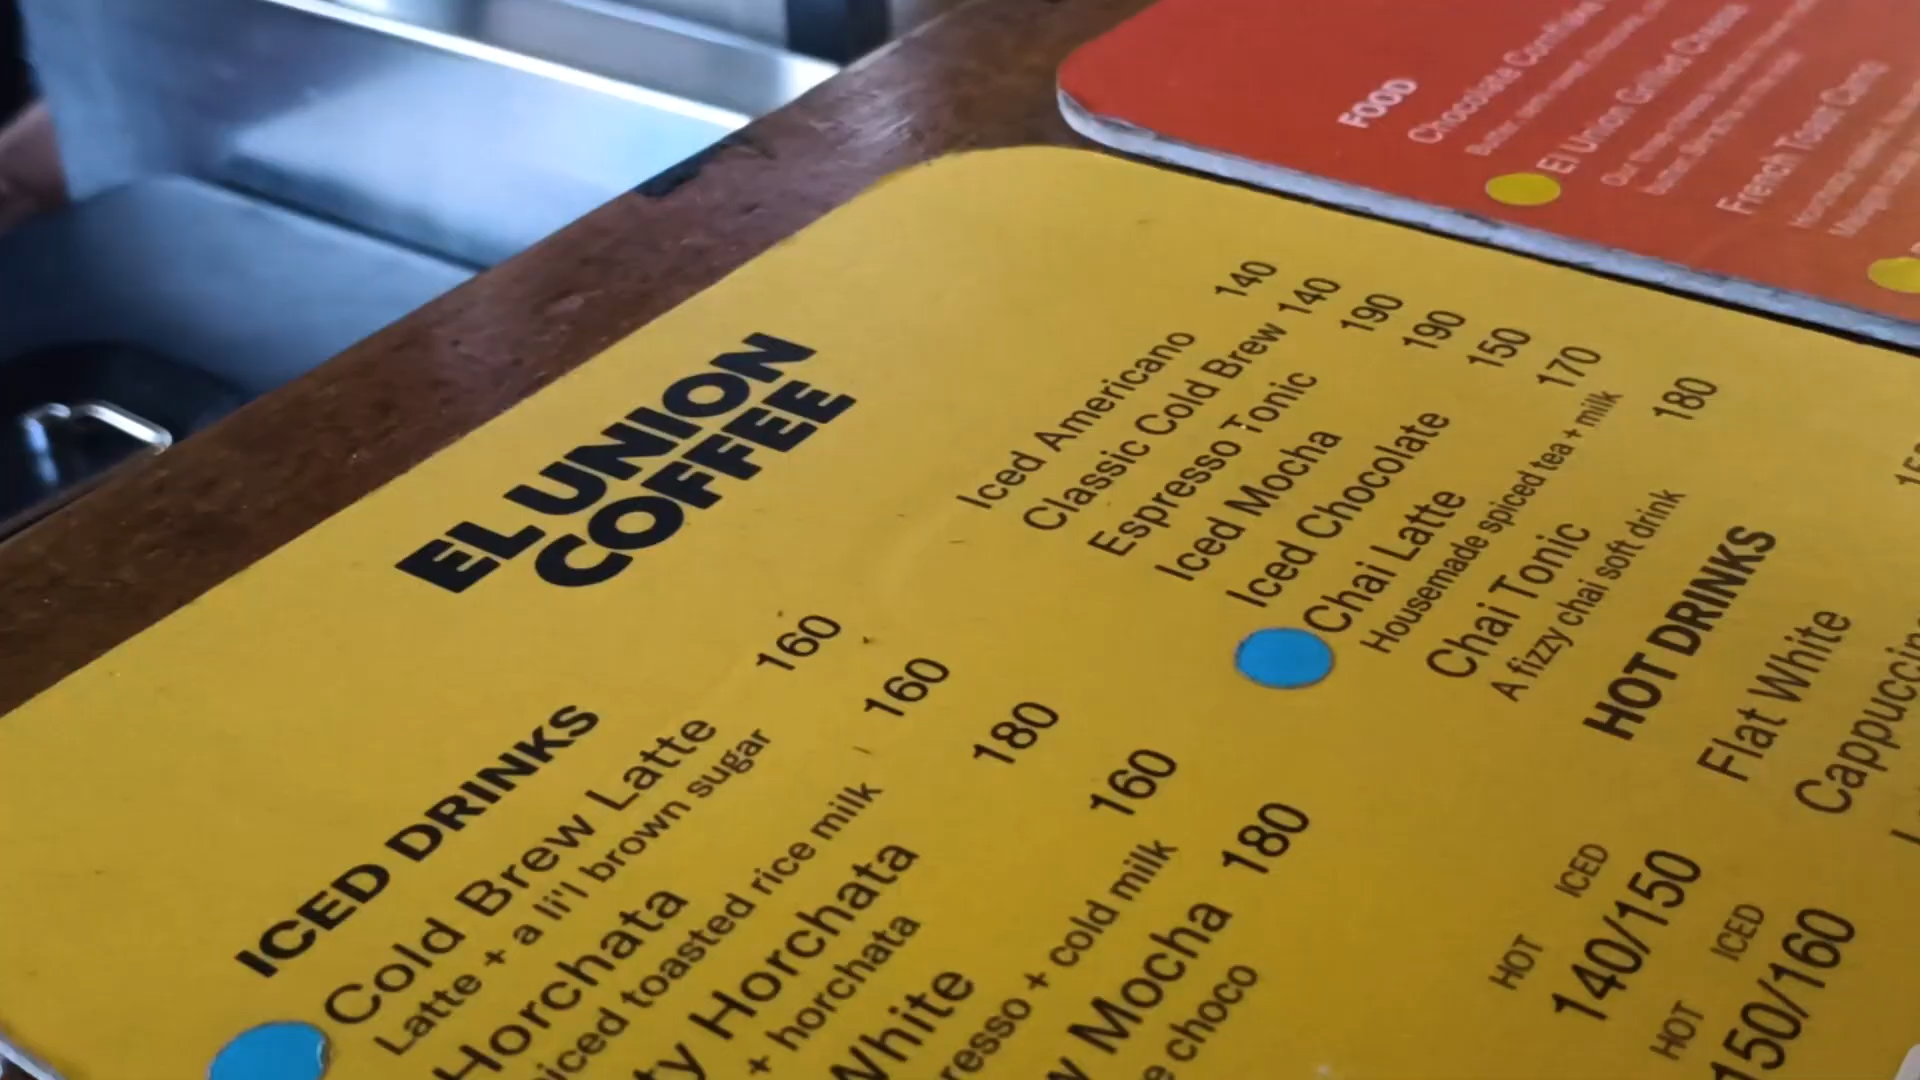 EL UNION
COFFEE
ICED DRINKS
Cold Brew Latte 160
Latte + a li'l brown sugar
Horchata 160
toasted rice milk
Horchata 180
+ horchata
White 160
+ cold milk
Mocha 180
choco
Iced Americano 140
Classic Cold Brew 140
Espresso Tonic 190
Iced Mocha 190
Iced Chocolate 150
Chai Latte 170
Housemade spiced tea + milk
Chai Tonic 180
A fizzy chai soft drink
HOT DRINKS
Flat White
HOT ICED
140/150
HOT ICED
150/160
FOOD
El Union Grilled Cheese
French Toast